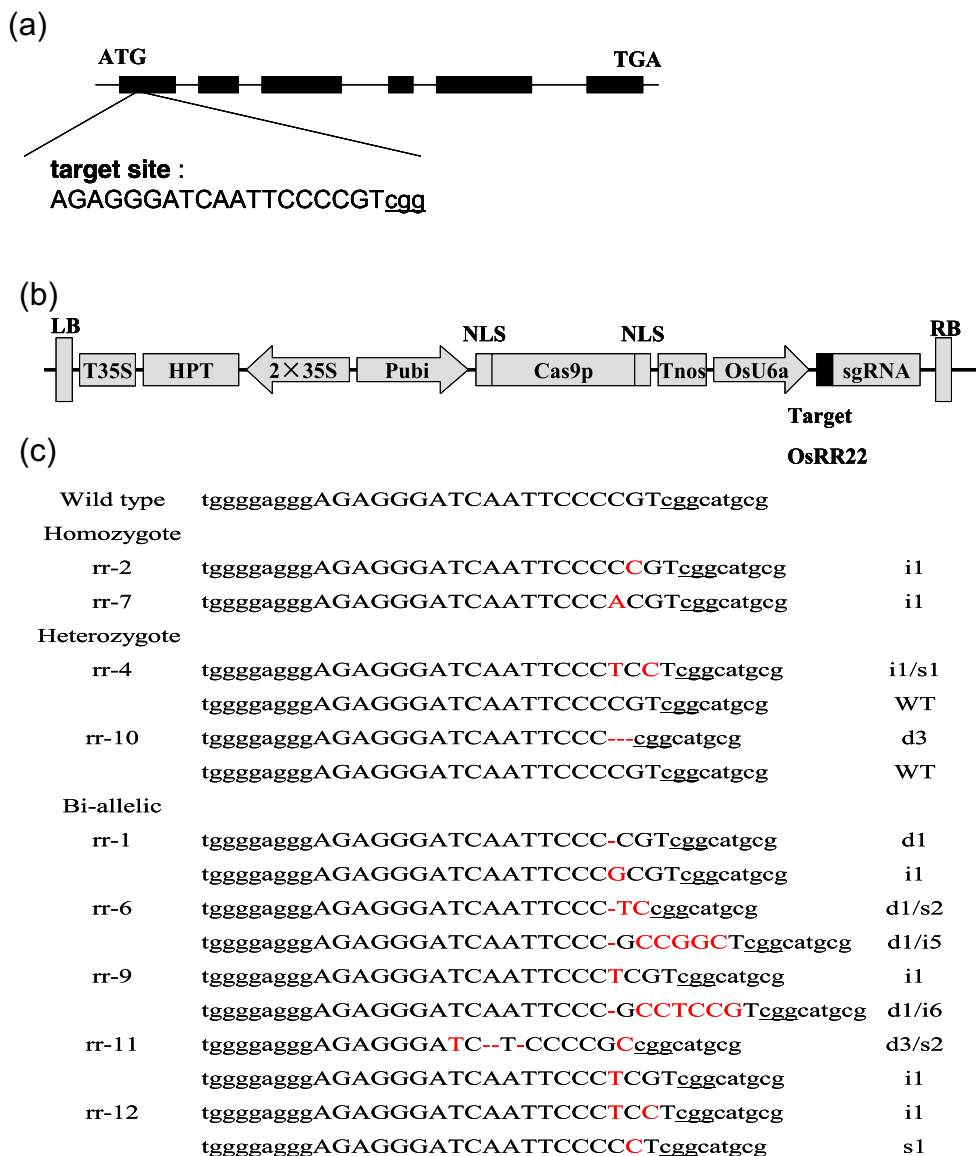 (a)
ATG TGA
target site :
AGAGGGATCAATTCCCCGTcgg
(b)
LB NLS NLS RB
T35S HPT 2×35S Pubi Cas9p Tnos OsU6a sgRNA
Target
OsRR22
(c)
Wild type tggggagggAGAGGGATCAATTCCCCGTcggcatgcg
Homozygote
rr-2 tggggagggAGAGGGATCAATTCCCCCGTcggcatgcg i1
rr-7 tggggagggAGAGGGATCAATTCCCACGTcggcatgcg i1
Heterozygote
rr-4 tggggagggAGAGGGATCAATTCCCTCCTcggcatgcg i1/s1
tggggagggAGAGGGATCAATTCCCCGTcggcatgcg WT
rr-10 tggggagggAGAGGGATCAATTCCC---cggcatgcg d3
tggggagggAGAGGGATCAATTCCCCGTcggcatgcg WT
Bi-allelic
rr-1 tggggagggAGAGGGATCAATTCCC-CGTcggcatgcg d1
tggggagggAGAGGGATCAATTCCCGCGTcggcatgcg i1
rr-6 tggggagggAGAGGGATCAATTCCC-TCcggcatgcg d1/s2
tggggagggAGAGGGATCAATTCCC-GCCGGCTcggcatgcg d1/i5
rr-9 tggggagggAGAGGGATCAATTCCCTCGTcggcatgcg i1
tggggagggAGAGGGATCAATTCCC-GCCTCCGTcggcatgcg d1/i6
rr-11 tggggagggAGAGGGATC--T-CCCCGCcggcatgcg d3/s2
tggggagggAGAGGGATCAATTCCCTCGTcggcatgcg i1
rr-12 tggggagggAGAGGGATCAATTCCCTCCTcggcatgcg i1
tggggagggAGAGGGATCAATTCCCCCTcggcatgcg s1